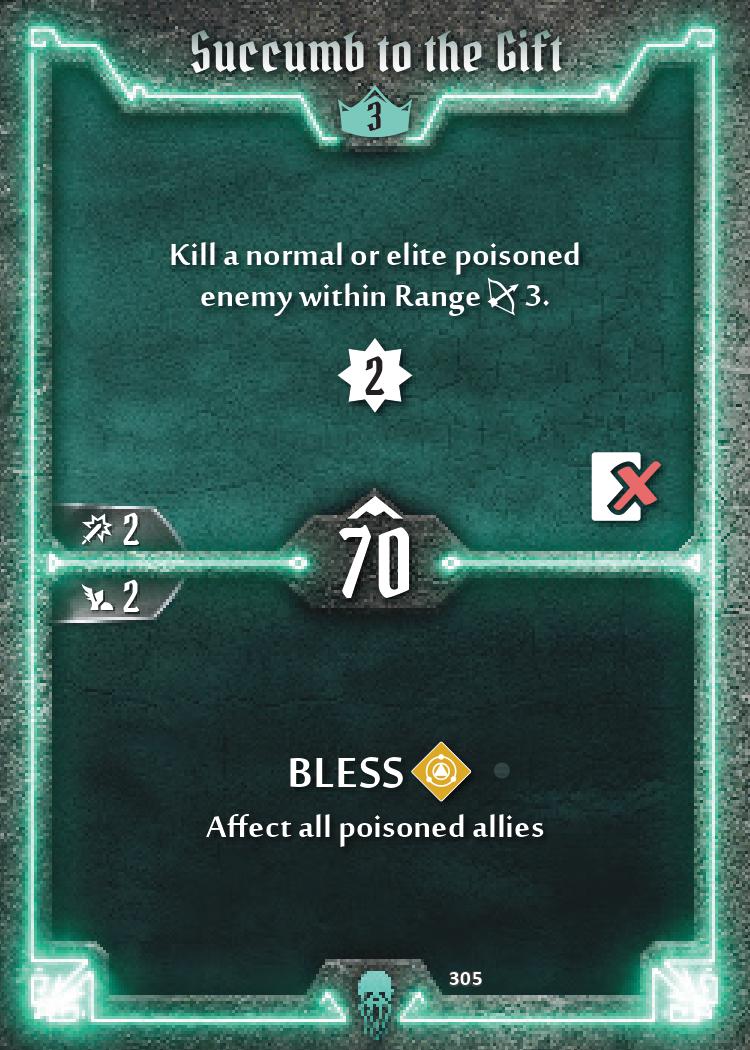 Succumb to the Gift
3
Kill a normal or elite poisoned
enemy within Range 3.
2
2
70
2
BLESS
Affect all poisoned allies
305